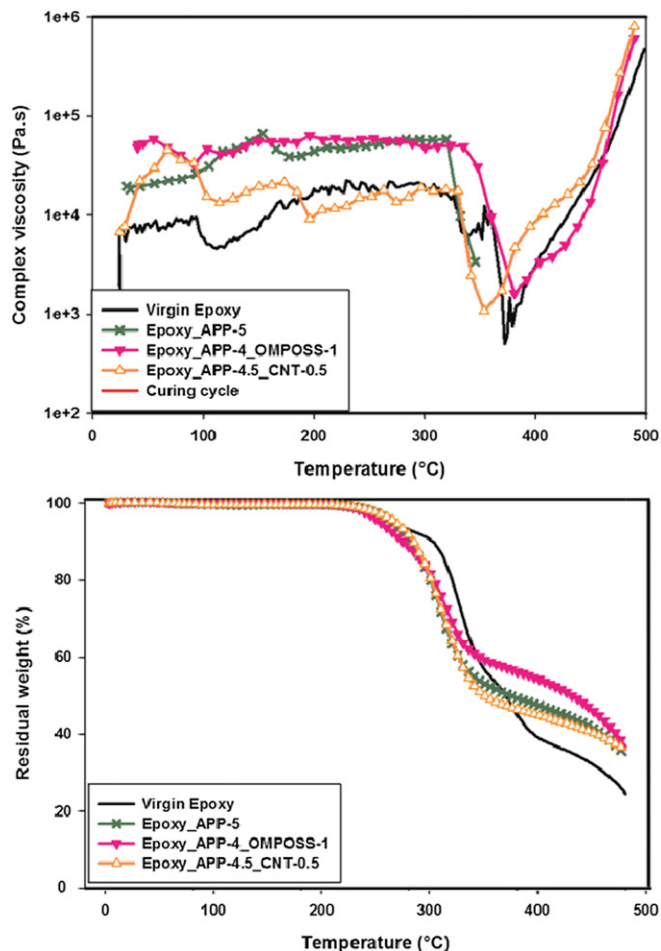 1e+6
1e+5
1e+4
1e+3
1e+2
Complex viscosity (Pa.s)
Virgin Epoxy
Epoxy_APP-5
Epoxy_APP-4_OMPOSS-1
Epoxy_APP-4.5_CNT-0.5
Curing cycle
0 100 200 300 400 500
Temperature (°C)
100
80
60
40
20
0
Residual weight (%)
Virgin Epoxy
Epoxy_APP-5
Epoxy_APP-4_OMPOSS-1
Epoxy_APP-4.5_CNT-0.5
0 100 200 300 400 500
Temperature (°C)